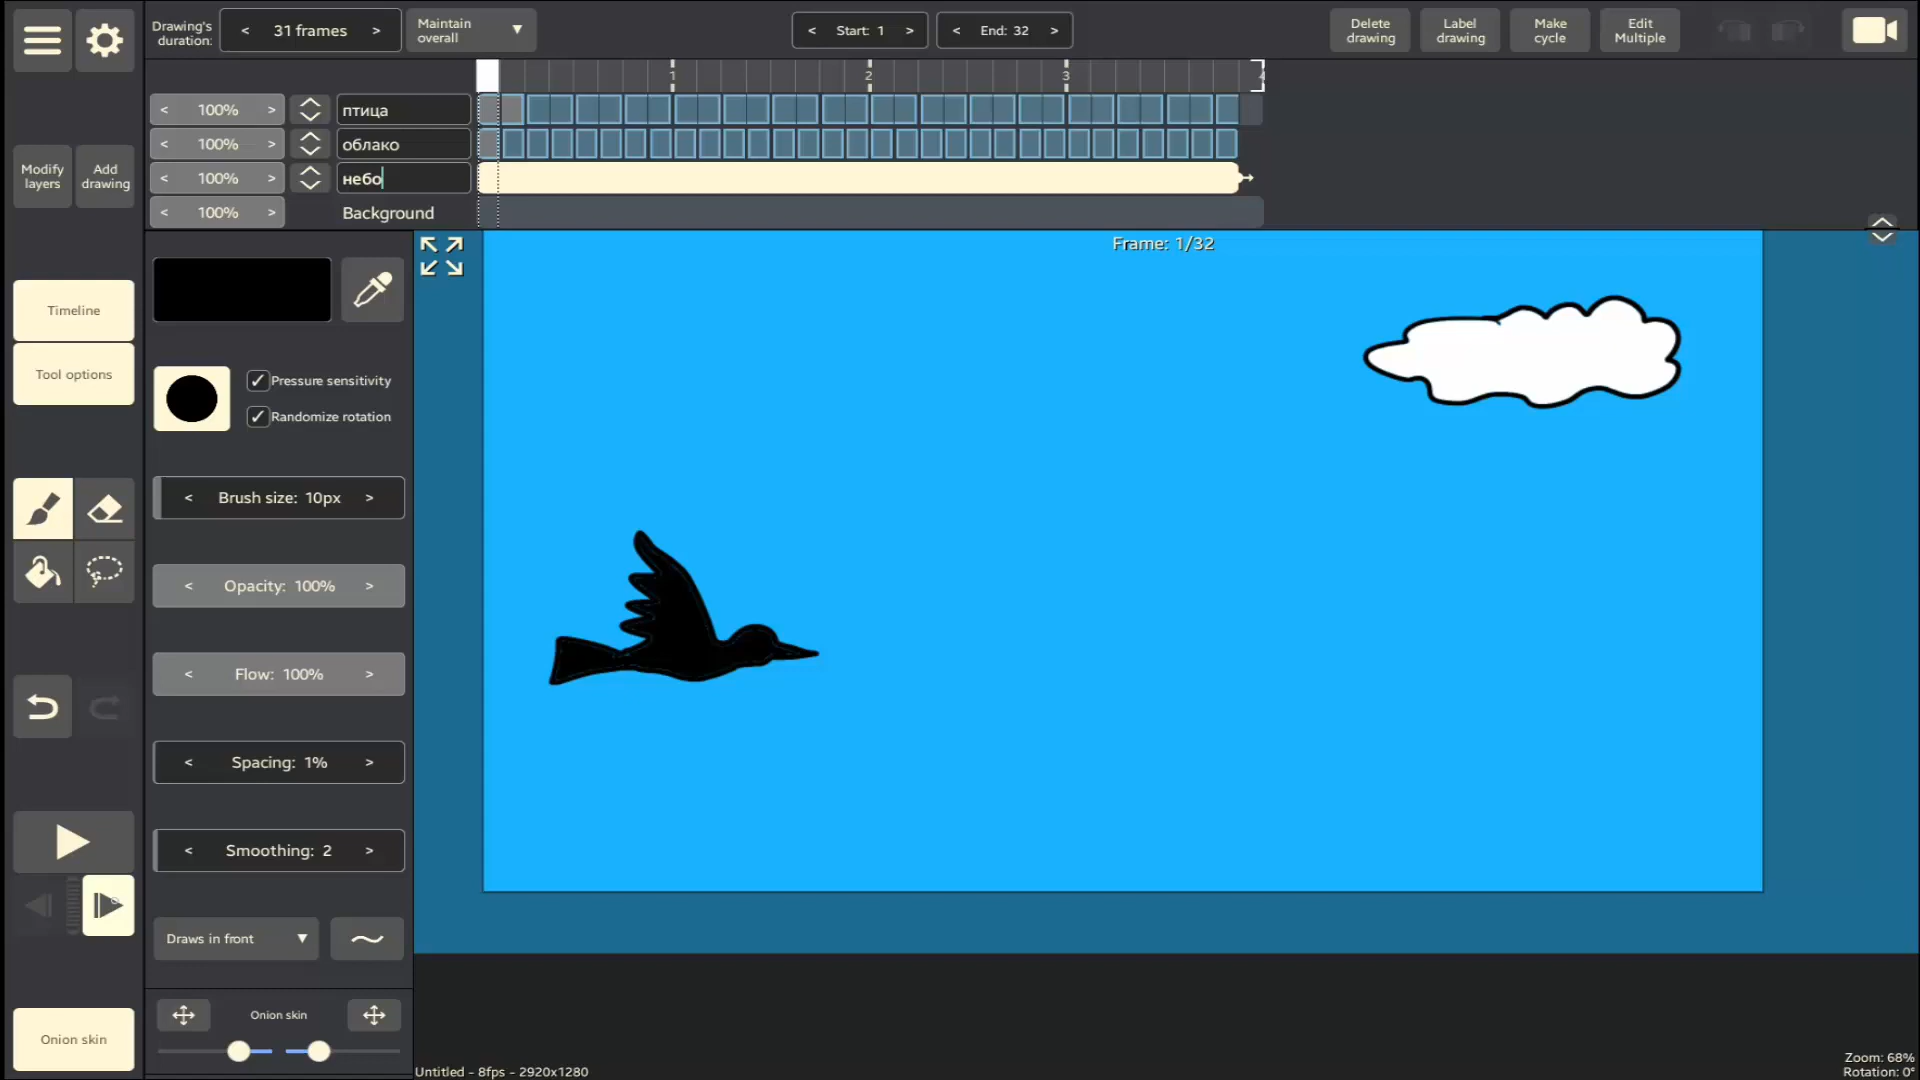 Drawing's
duration:
< 31 frames >
Maintain
overall
< Start: 1 >
< End: 32 >
Delete
drawing
Label
drawing
Make
cycle
Edit
Multiple
1 2 3 4
< 100% > птица
< 100% > облако
< 100% > небо
< 100% > Background
Modify
layers
Add
drawing
Frame: 1/32
Timeline
Tool options
Pressure sensitivity
Randomize rotation
< Brush size: 10px >
< Opacity: 100% >
< Flow: 100% >
< Spacing: 1% >
< Smoothing: 2 >
Draws in front
Onion skin
Onion skin
Untitled - 8fps - 2920x1280
Zoom: 68%
Rotation: 0°